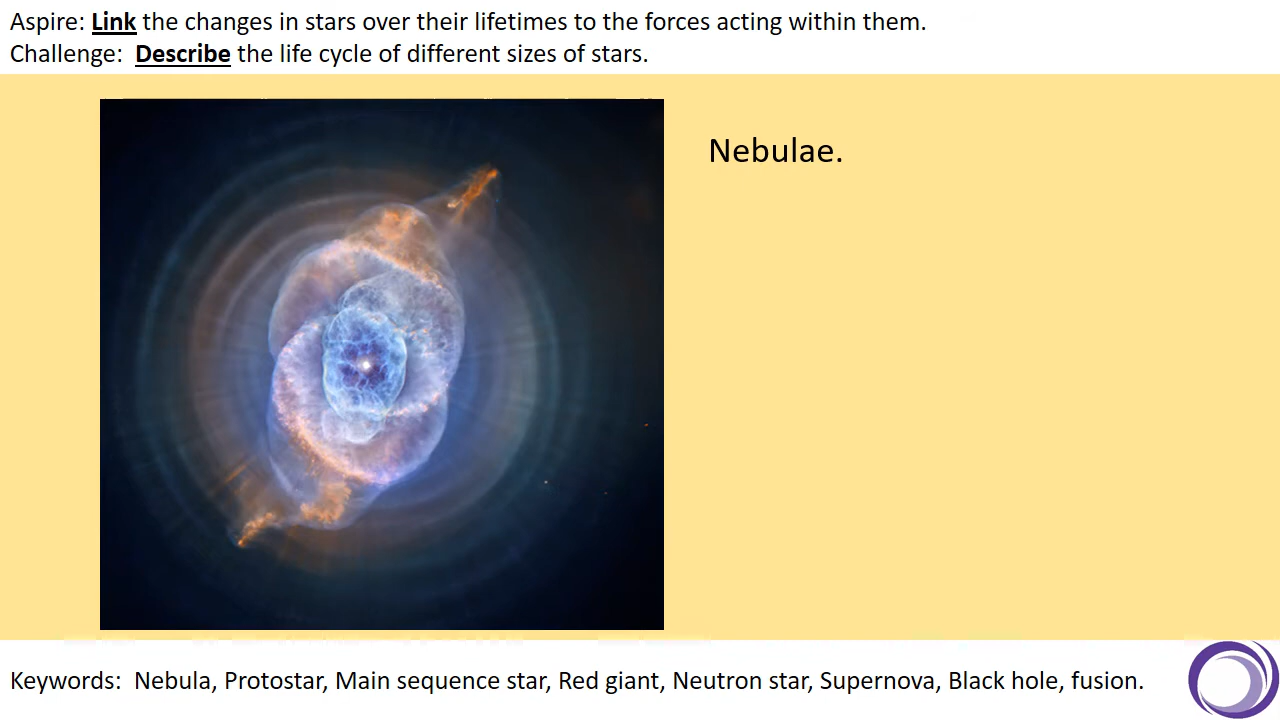 Aspire: Link the changes in stars over their lifetimes to the forces acting within them.
Challenge: Describe the life cycle of different sizes of stars.
Nebulae.
Keywords: Nebula, Protostar, Main sequence star, Red giant, Neutron star, Supernova, Black hole, fusion.